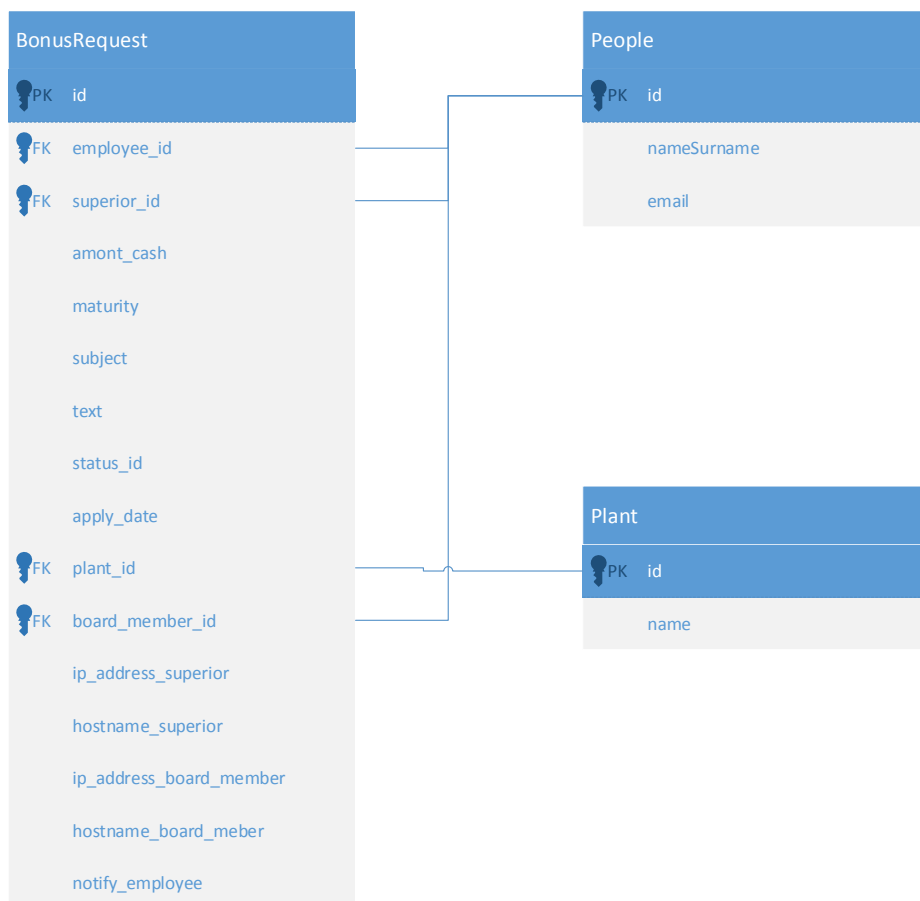 BonusRequest
PK id
FK employee_id
FK superior_id
amont_cash
maturity
subject
text
status_id
apply_date
FK plant_id
FK board_member_id
ip_address_superior
hostname_superior
ip_address_board_member
hostname_board_meber
notify_employee
People
PK id
nameSurname
email
Plant
PK id
name